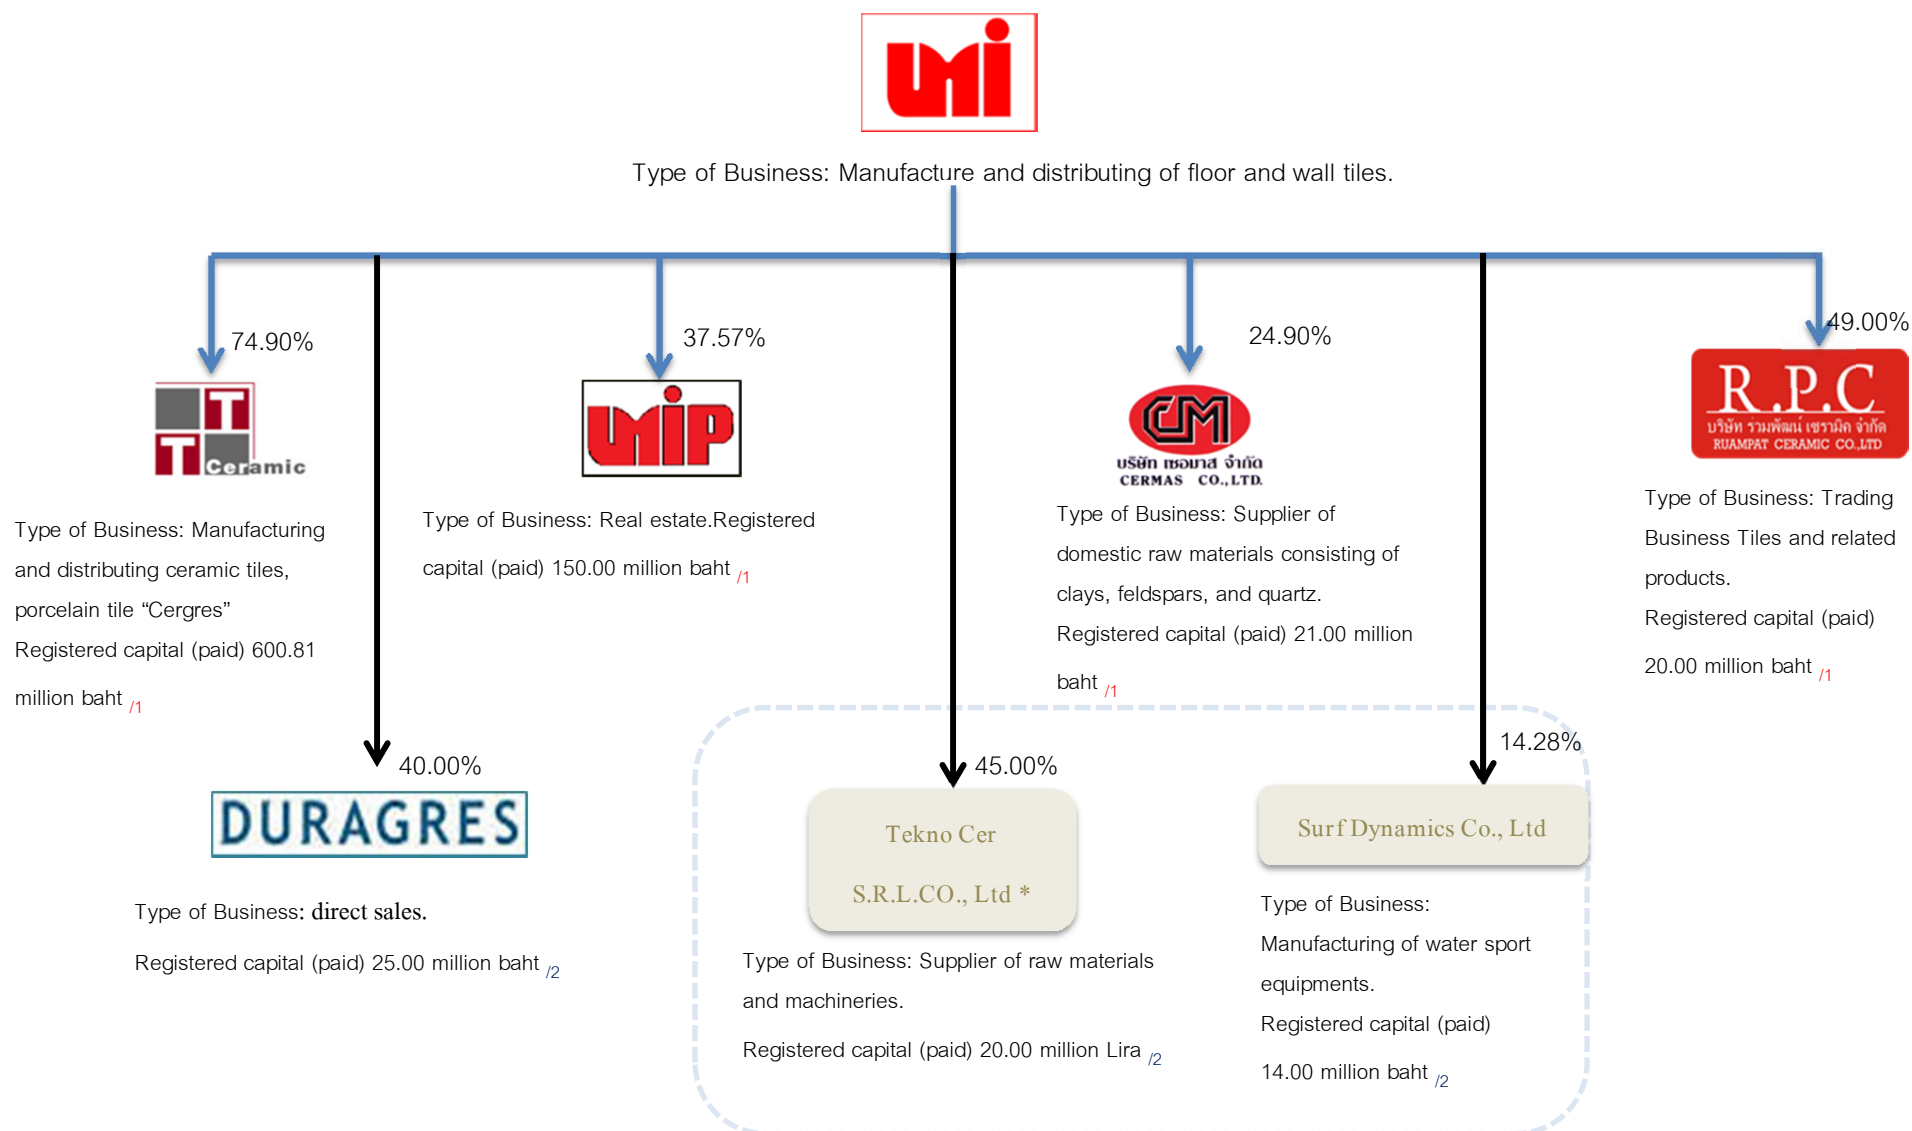 UMI
Type of Business: Manufacture and distributing of floor and wall tiles.
74.90%
37.57%
24.90%
49.00%
T
T Ceramic
UMIP
CM
บริษัท เซอมาส จำกัด
CERMAS CO.,LTD.
R.P.C
บริษัท รวมพัฒน์ เซรามิค จำกัด
RUAMPAT CERAMIC CO.,LTD
Type of Business: Manufacturing
and distributing ceramic tiles,
porcelain tile “Cergres”
Registered capital (paid) 600.81
million baht /1
Type of Business: Real estate.Registered
capital (paid) 150.00 million baht /1
Type of Business: Supplier of
domestic raw materials consisting of
clays, feldspars, and quartz.
Registered capital (paid) 21.00 million
baht /1
Type of Business: Trading
Business Tiles and related
products.
Registered capital (paid)
20.00 million baht /1
40.00%
45.00%
14.28%
DURAGRES
Tekno Cer
S.R.L.CO., Ltd *
Surf Dynamics Co., Ltd
Type of Business: direct sales.
Registered capital (paid) 25.00 million baht /2
Type of Business: Supplier of raw materials
and machineries.
Registered capital (paid) 20.00 million Lira /2
Type of Business:
Manufacturing of water sport
equipments.
Registered capital (paid)
14.00 million baht /2